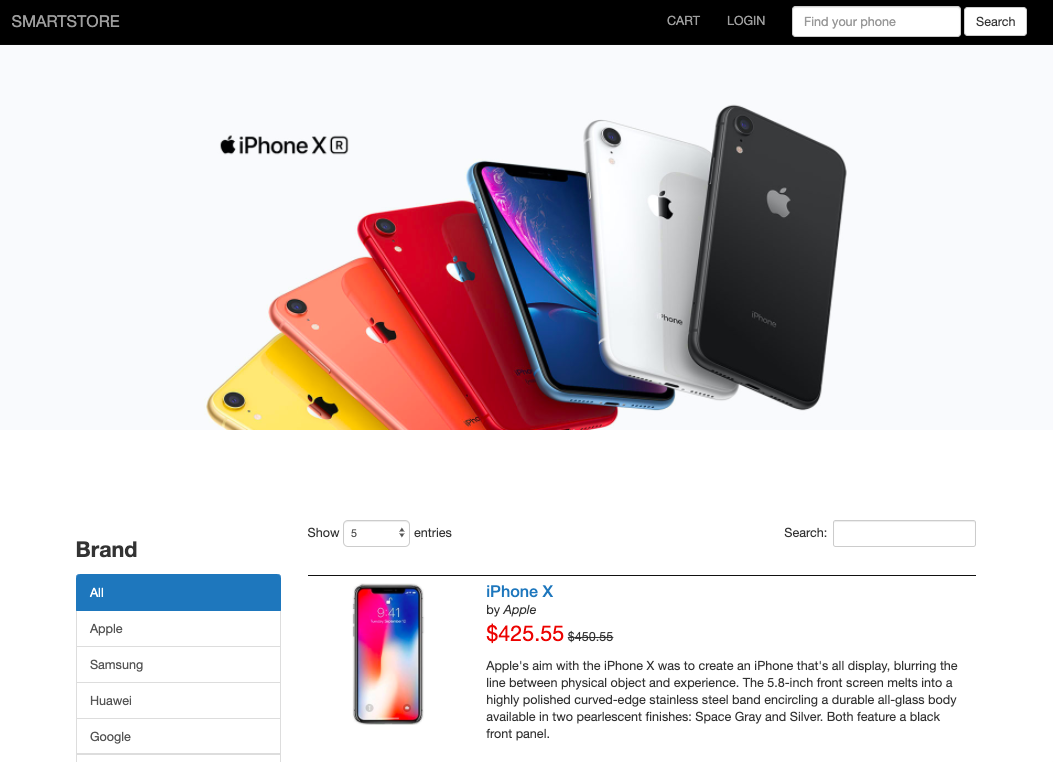 SMARTSTORE CART LOGIN Find your phone Search
iPhone X R
iPhone
iPhone
Show 5 entries Search:
Brand
All
Apple
Samsung
Huawei
Google
9:41
iPhone X
by Apple
$425.55 $450.55
Apple's aim with the iPhone X was to create an iPhone that's all display, blurring the
line between physical object and experience. The 5.8-inch front screen melts into a
highly polished curved-edge stainless steel band encircling a durable all-glass body
available in two pearlescent finishes: Space Gray and Silver. Both feature a black
front panel.